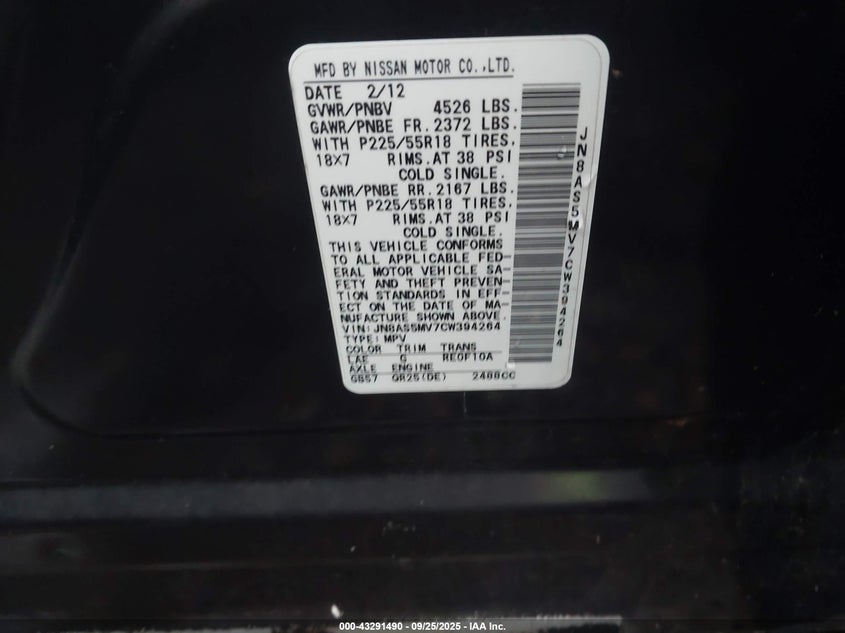 MFD BY NISSAN MOTOR CO.,LTD.
DATE 2/12
GVWR/PNBV 4526 LBS.
GAWR/PNBE FR. 2372 LBS.
WITH P225/55R18 TIRES.
18X7 RIMS. AT 38 PSI
COLD SINGLE.
GAWR/PNBE RR. 2167 LBS.
WITH P225/55R18 TIRES.
18X7 RIMS. AT 38 PSI
COLD SINGLE.
THIS VEHICLE CONFORMS
TO ALL APPLICABLE FED-
ERAL MOTOR VEHICLE SA-
FETY AND THEFT PREVEN-
TION STANDARDS IN EFF-
ECT ON THE DATE OF MA-
NUFACTURE SHOWN ABOVE.
VIN: JN8AS5MV7CW394264
TYPE: MPV
COLOR TRIM TRANS
LAE G RE0F10A
AXLE ENGINE
GB57 QR25(DE) 2488CC
JN8AS5MV7CW394264
000-43291490 - 09/25/2025 - IAA Inc.